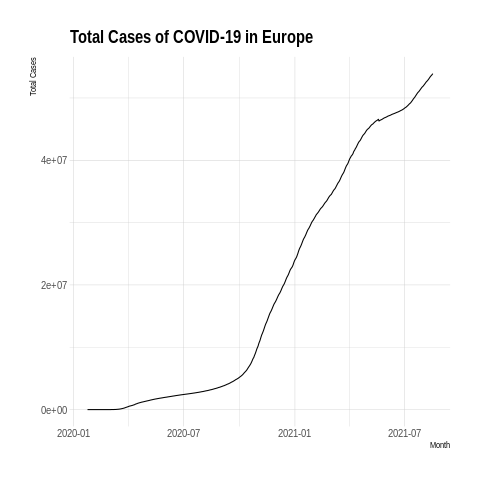 Total Cases of COVID-19 in Europe
Total Cases
4e+07
2e+07
0e+00
2020-01 2020-07 2021-01 2021-07
Month